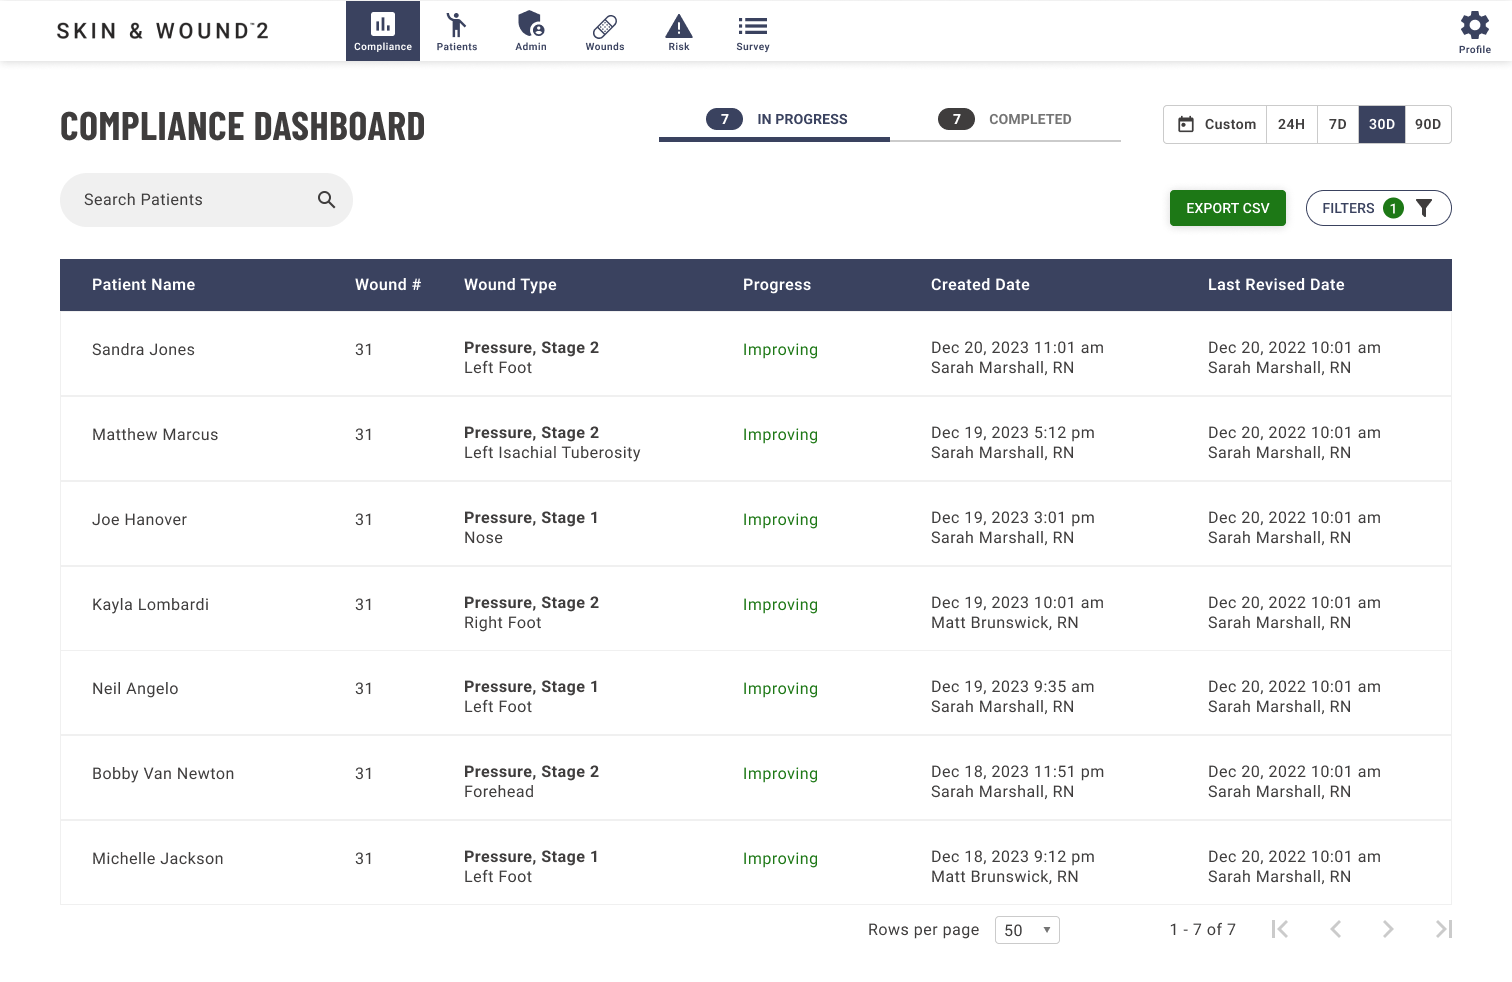 SKIN & WOUND™2
Compliance
Patients
Admin
Wounds
Risk
Survey
Profile
COMPLIANCE DASHBOARD
7 IN PROGRESS
7 COMPLETED
Custom 24H 7D 30D 90D
Search Patients
EXPORT CSV
FILTERS 1
Patient Name Wound # Wound Type Progress Created Date Last Revised Date
Sandra Jones 31 Pressure, Stage 2 Improving Dec 20, 2023 11:01 am Dec 20, 2022 10:01 am
Left Foot Sarah Marshall, RN Sarah Marshall, RN
Matthew Marcus 31 Pressure, Stage 2 Improving Dec 19, 2023 5:12 pm Dec 20, 2022 10:01 am
Left Isachial Tuberosity Sarah Marshall, RN Sarah Marshall, RN
Joe Hanover 31 Pressure, Stage 1 Improving Dec 19, 2023 3:01 pm Dec 20, 2022 10:01 am
Nose Sarah Marshall, RN Sarah Marshall, RN
Kayla Lombardi 31 Pressure, Stage 2 Improving Dec 19, 2023 10:01 am Dec 20, 2022 10:01 am
Right Foot Matt Brunswick, RN Sarah Marshall, RN
Neil Angelo 31 Pressure, Stage 1 Improving Dec 19, 2023 9:35 am Dec 20, 2022 10:01 am
Left Foot Sarah Marshall, RN Sarah Marshall, RN
Bobby Van Newton 31 Pressure, Stage 2 Improving Dec 18, 2023 11:51 pm Dec 20, 2022 10:01 am
Forehead Sarah Marshall, RN Sarah Marshall, RN
Michelle Jackson 31 Pressure, Stage 1 Improving Dec 18, 2023 9:12 pm Dec 20, 2022 10:01 am
Left Foot Matt Brunswick, RN Sarah Marshall, RN
Rows per page 50 1 - 7 of 7